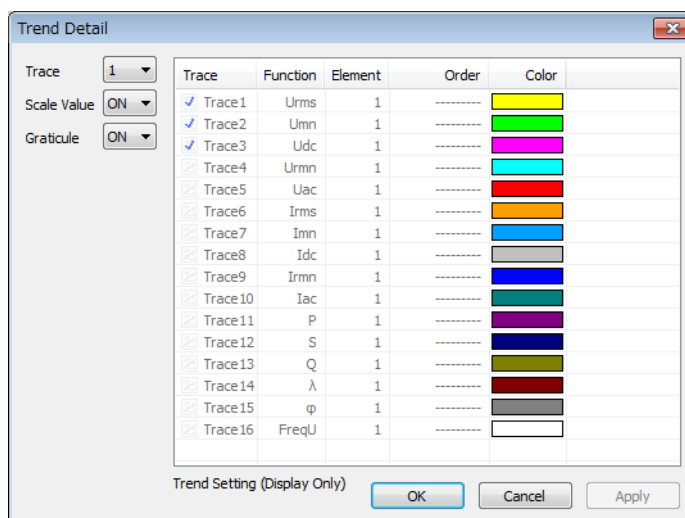 Trend Detail
Trace 1
Scale Value ON
Graticule ON
Trace Function Element Order Color
Trace1 Urms 1 ---------
Trace2 Umn 1 ---------
Trace3 Udc 1 ---------
Trace4 Urmn 1 ---------
Trace5 Uac 1 ---------
Trace6 Irms 1 ---------
Trace7 Imn 1 ---------
Trace8 Idc 1 ---------
Trace9 Irmn 1 ---------
Trace10 Iac 1 ---------
Trace11 P 1 ---------
Trace12 S 1 ---------
Trace13 Q 1 ---------
Trace14 λ 1 ---------
Trace15 φ 1 ---------
Trace16 FreqU 1 ---------
Trend Setting (Display Only)
OK Cancel Apply